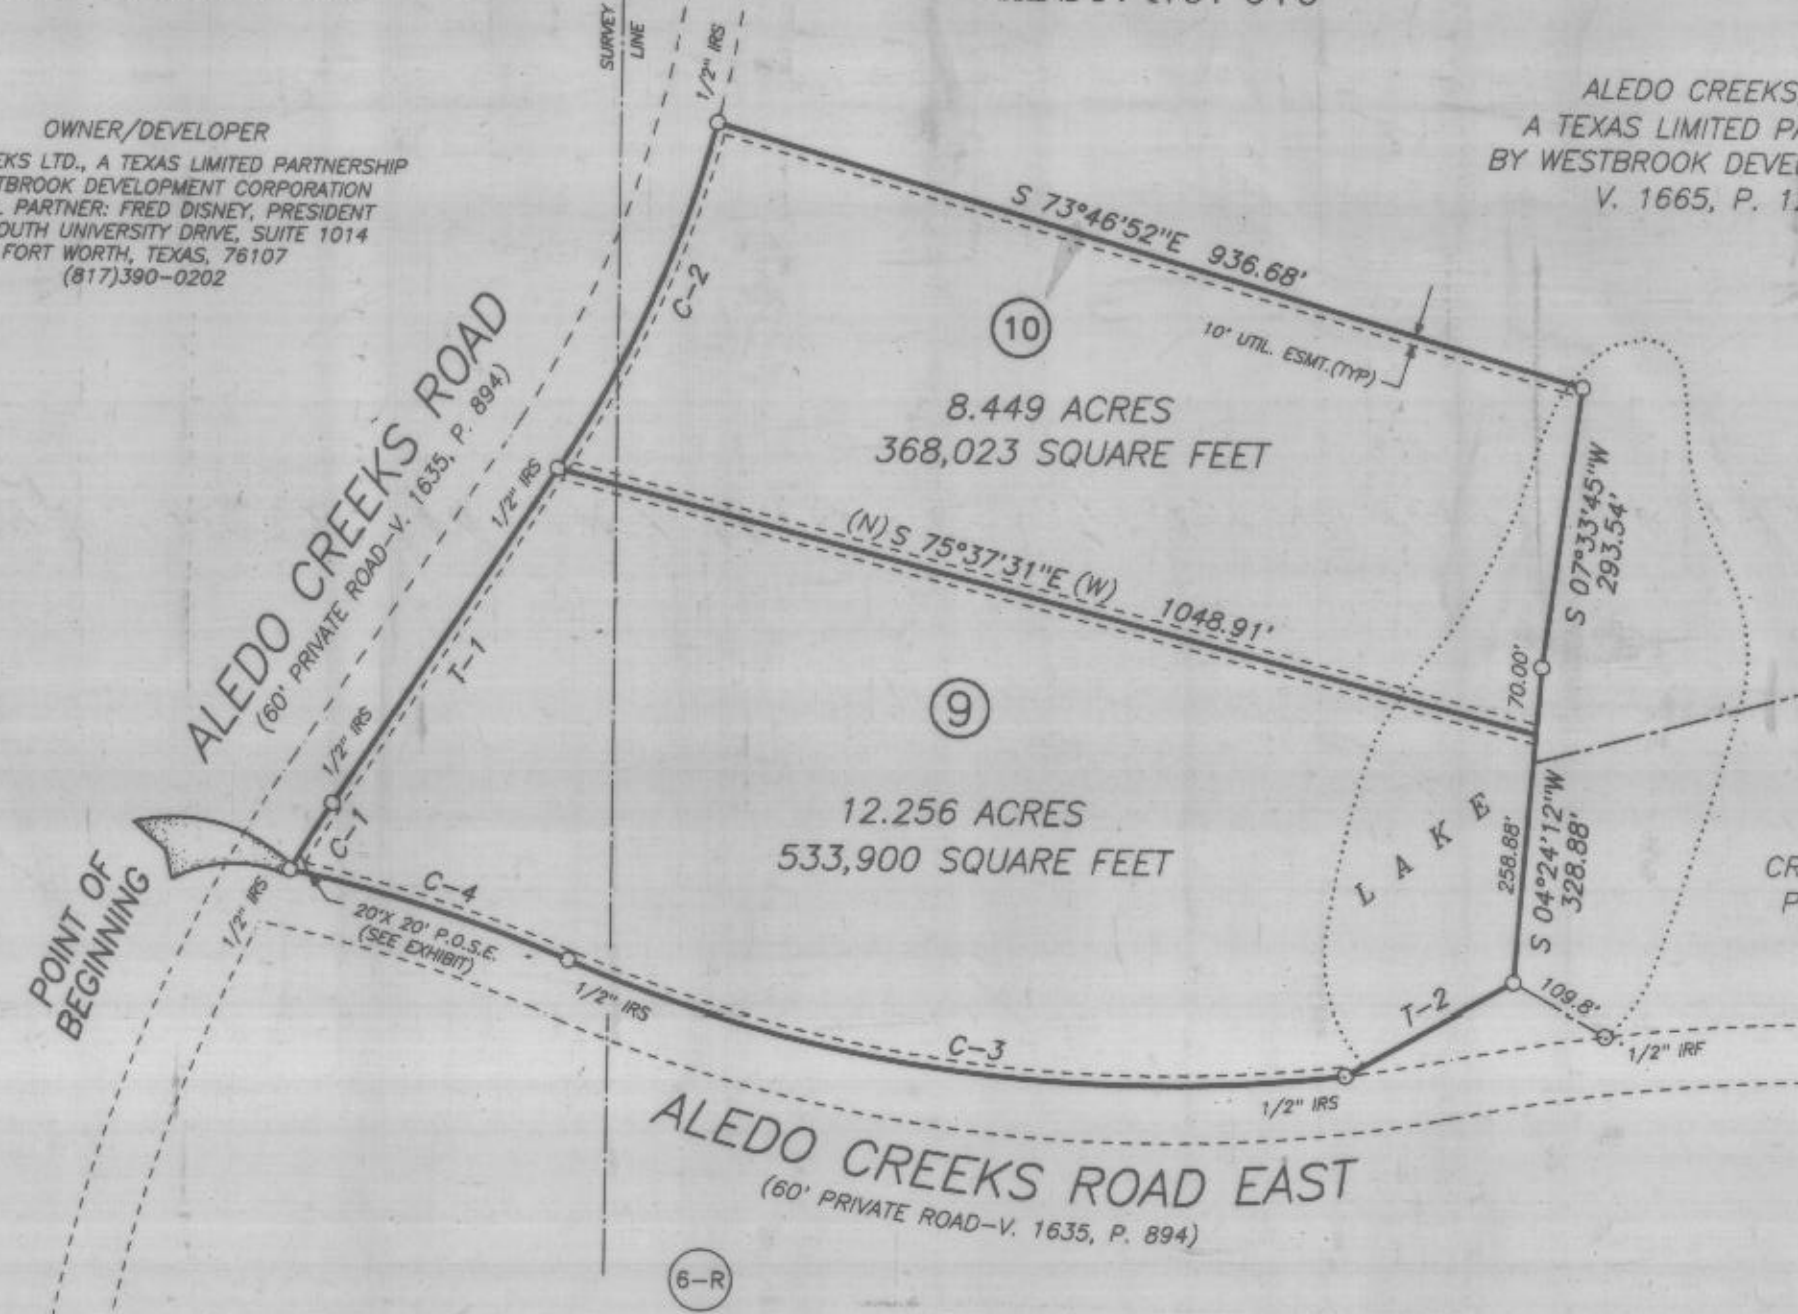 SURVEY
LINE
1/2" IRS
OWNER/DEVELOPER
EKS LTD., A TEXAS LIMITED PARTNERSHIP
TBROOK DEVELOPMENT CORPORATION
PARTNER: FRED DISNEY, PRESIDENT
OUTH UNIVERSITY DRIVE, SUITE 1014
FORT WORTH, TEXAS, 76107
(817)390-0202
ALEDO CREEKS
A TEXAS LIMITED PA
BY WESTBROOK DEVEL
V. 1665, P. 1
S 73°46'52"E 936.68'
C-2
10
10' UTIL. ESMT.(TYP)
8.449 ACRES
368,023 SQUARE FEET
ALEDO CREEKS ROAD
(60' PRIVATE ROAD-V. 1635, P. 894)
1/2" IRS
S 07°33'45"W
293.54'
(N) S 75°37'31"E (W) 1048.91'
T-1
70.00'
9
1/2" IRS
C-1
12.256 ACRES
533,900 SQUARE FEET
LAKE
258.88'
S 04°24'12"W
328.88'
CR
P
POINT OF
BEGINNING
1/2" IRS
C-4
20'X 20' P.O.S.E.
(SEE EXHIBIT)
1/2" IRS
C-3
T-2
109.8'
1/2" IRF
1/2" IRS
ALEDO CREEKS ROAD EAST
(60' PRIVATE ROAD-V. 1635, P. 894)
6-R